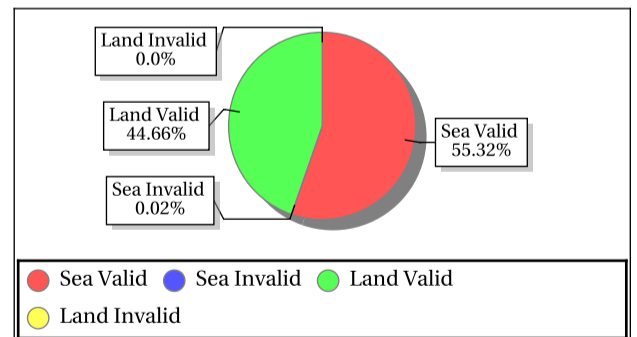 Land Invalid
0.0%
Land Valid
44.66%
Sea Valid
55.32%
Sea Invalid
0.02%
Sea Valid Sea Invalid Land Valid
Land Invalid